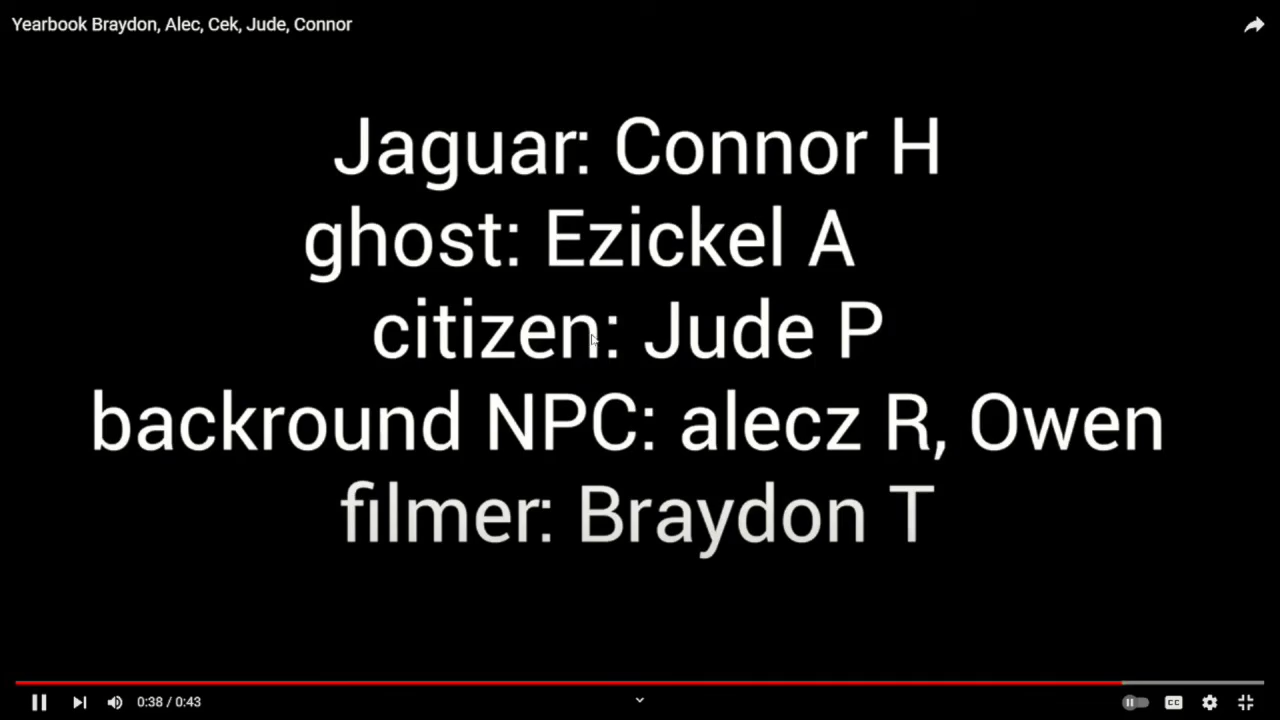 Yearbook Braydon, Alec, Cek, Jude, Connor
Jaguar: Connor H
ghost: Ezickel A
citizen: Jude P
backround NPC: alecz R, Owen
filmer: Braydon T
0:38 / 0:43
CC